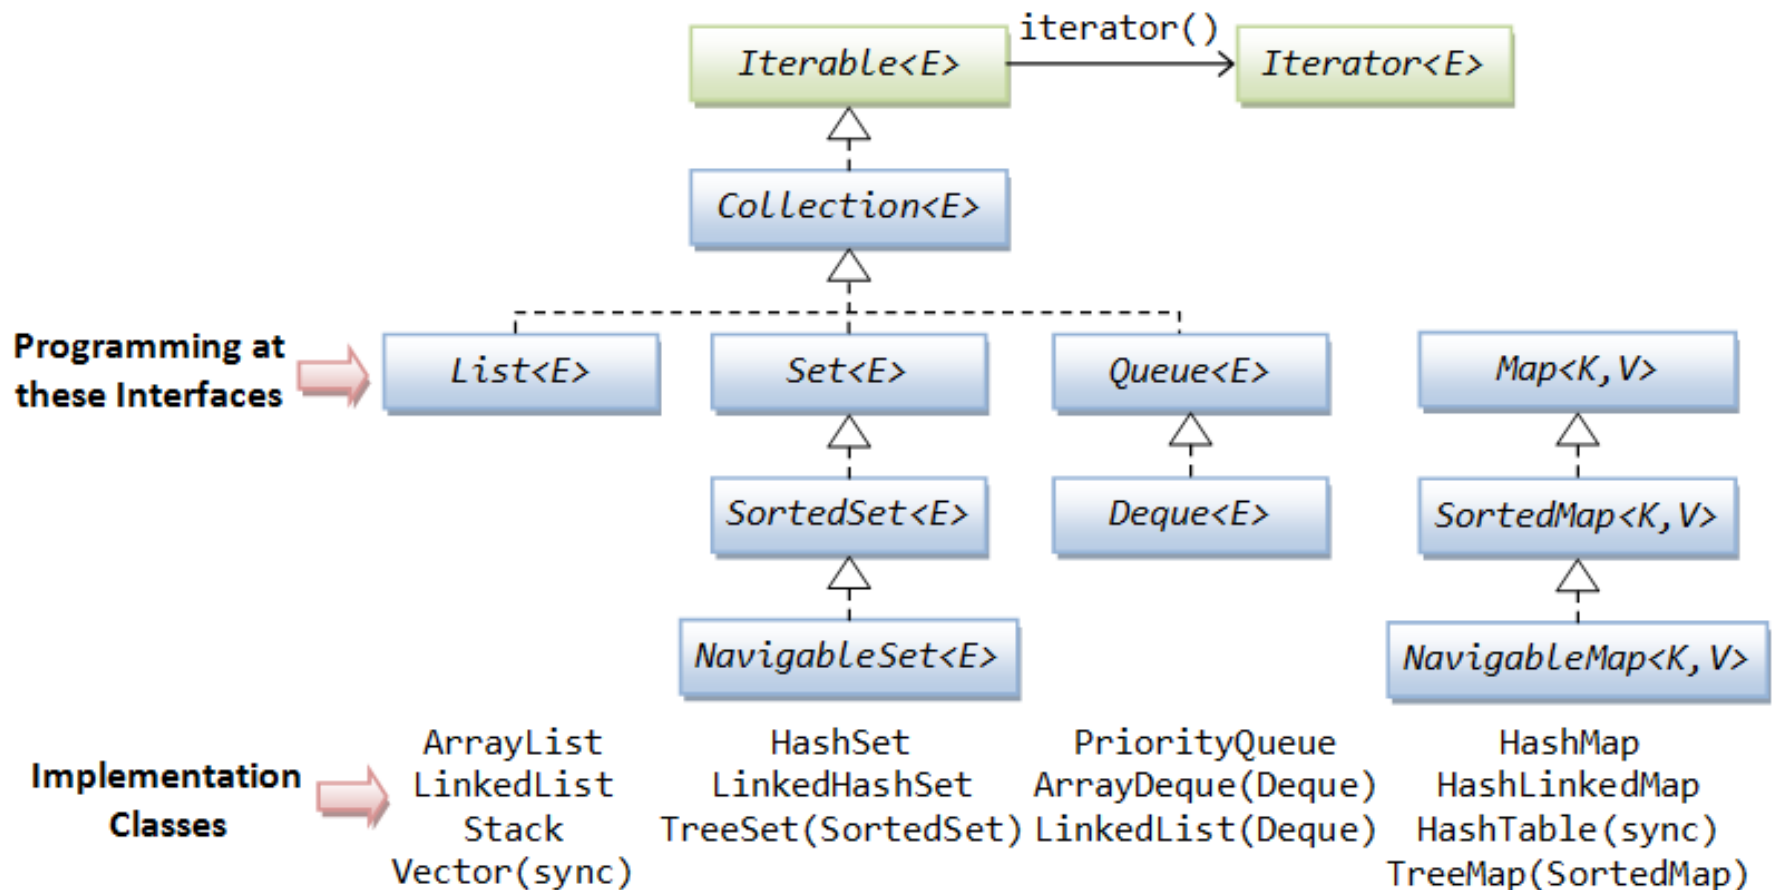 iterator()
Iterable<E>
Iterator<E>
Collection<E>
Programming at
these Interfaces
List<E>
Set<E>
Queue<E>
Map<K,V>
SortedSet<E>
Deque<E>
SortedMap<K,V>
NavigableSet<E>
NavigableMap<K,V>
Implementation
Classes
ArrayList
LinkedList
Stack
Vector(sync)
HashSet
LinkedHashSet
TreeSet(SortedSet)
PriorityQueue
ArrayDeque(Deque)
LinkedList(Deque)
HashMap
HashLinkedMap
HashTable(sync)
TreeMap(SortedMap)